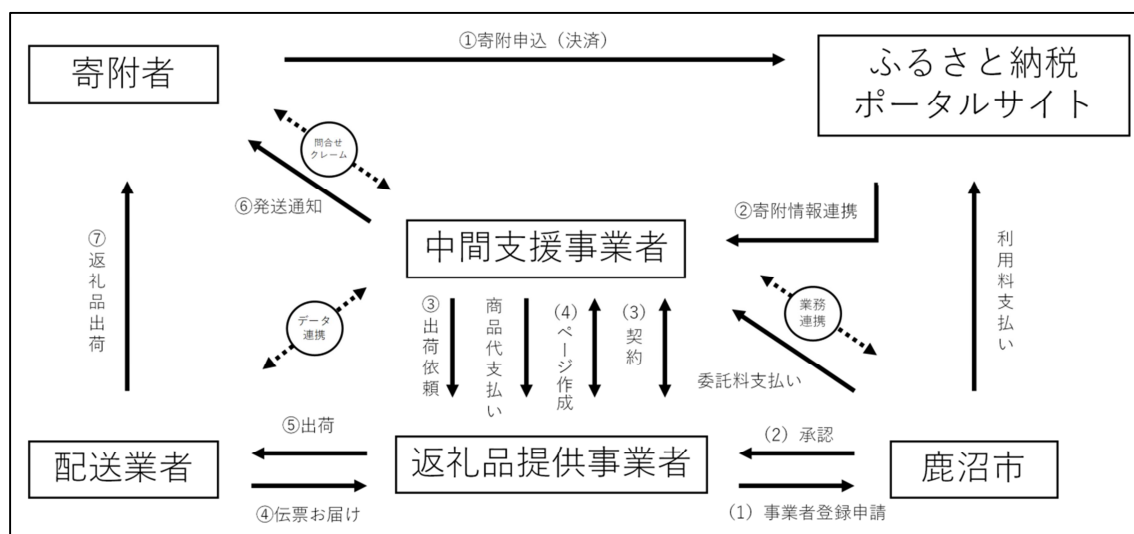 ①寄附申込（決済）
寄附者
ふるさと納税
ポータルサイト
問合せ
クレーム
⑥発送通知
②寄附情報連携
⑦返礼品出荷
中間支援事業者
利用料支払い
データ
連携
③出荷依頼
商品代支払い
(4)ページ作成
(3)契約
業務
連携
委託料支払い
⑤出荷
(2) 承認
配送業者
返礼品提供事業者
鹿沼市
④伝票お届け
(1) 事業者登録申請